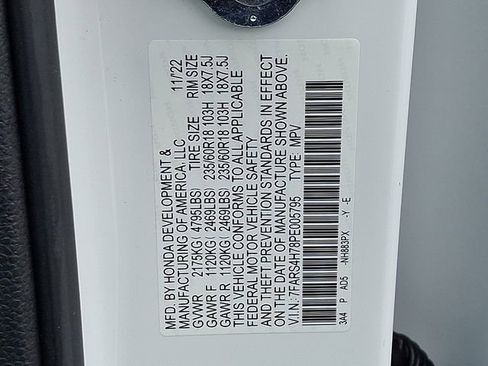 MFD. BY HONDA DEVELOPMENT & 11/22
MANUFACTURING OF AMERICA, LLC
TIRE SIZE RIM SIZE
GVWR 2175KG( 4795LBS)
GAWR F 1120KG( 2469LBS) 235/60R18 103H 18X7.5J
GAWR R 1120KG( 2469LBS) 235/60R18 103H 18X7.5J
THIS VEHICLE CONFORMS TO ALL APPLICABLE
FEDERAL MOTOR VEHICLE SAFETY
AND THEFT PREVENTION STANDARDS IN EFFECT
ON THE DATE OF MANUFACTURE SHOWN ABOVE.
V.I.N.: 7FARS4H78PE005795 TYPE: MPV
3A4 P AD5 -NH883PX -Y -E